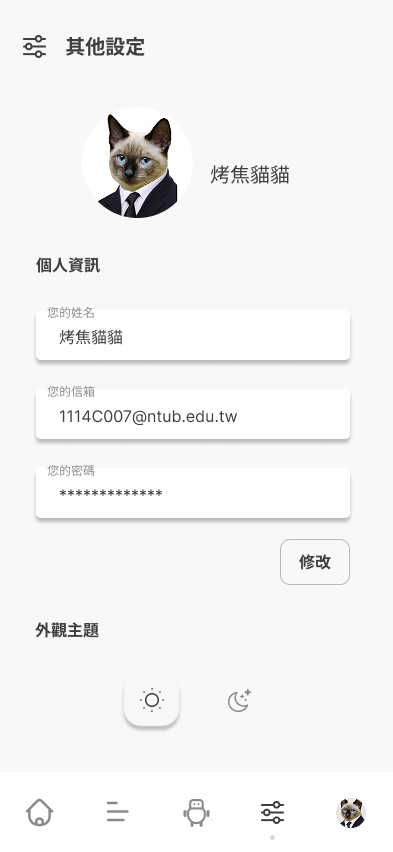 其他設定
烤焦貓貓
個人資訊
您的姓名
烤焦貓貓
您的信箱
1114C007@ntub.edu.tw
您的密碼
*************
修改
外觀主題